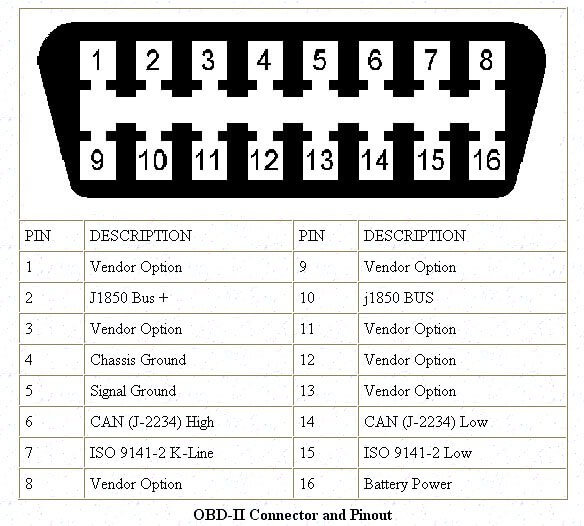 1 2 3 4 5 6 7 8
9 10 11 12 13 14 15 16
PIN DESCRIPTION PIN DESCRIPTION
1 Vendor Option 9 Vendor Option
2 J1850 Bus + 10 j1850 BUS
3 Vendor Option 11 Vendor Option
4 Chassis Ground 12 Vendor Option
5 Signal Ground 13 Vendor Option
6 CAN (J-2234) High 14 CAN (J-2234) Low
7 ISO 9141-2 K-Line 15 ISO 9141-2 Low
8 Vendor Option 16 Battery Power
OBD-II Connector and Pinout